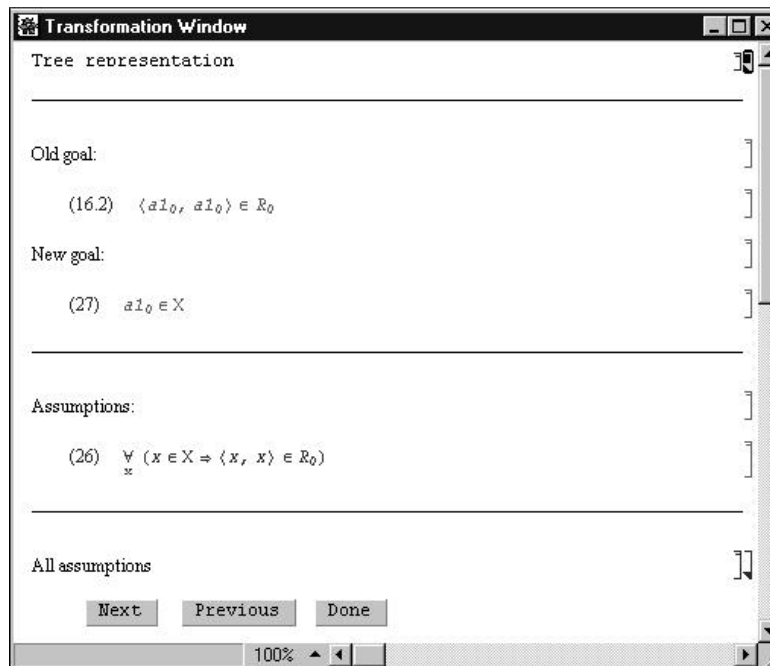 Transformation Window
Tree representation
Old goal:
(16.2) ⟨a1₀, a1₀⟩ ∈ R₀
New goal:
(27) a1₀ ∈ X
Assumptions:
(26) ∀ (x ∈ X ⇒ ⟨x, x⟩ ∈ R₀)
x
All assumptions
Next Previous Done
100%